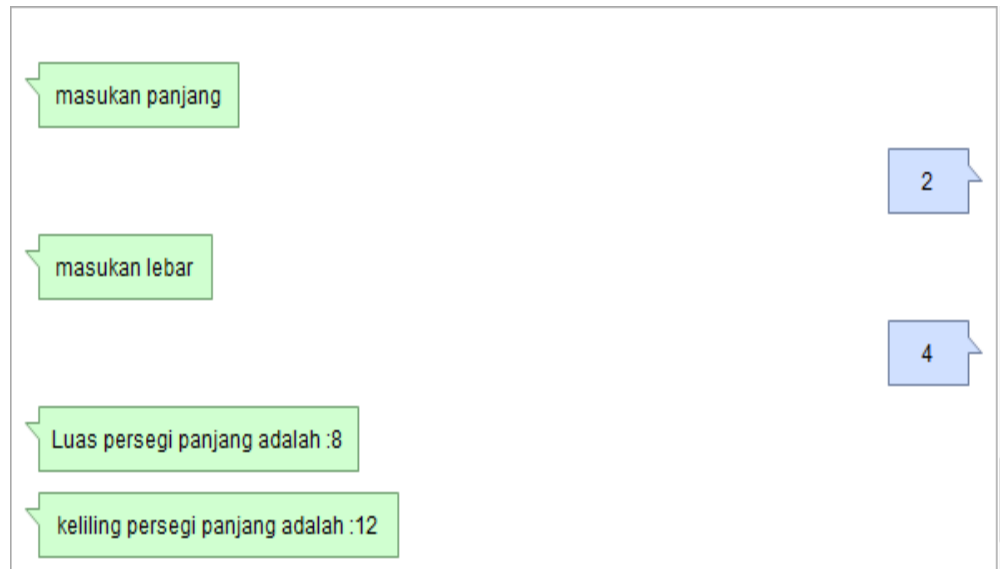 masukan panjang
2
masukan lebar
4
Luas persegi panjang adalah :8
keliling persegi panjang adalah :12